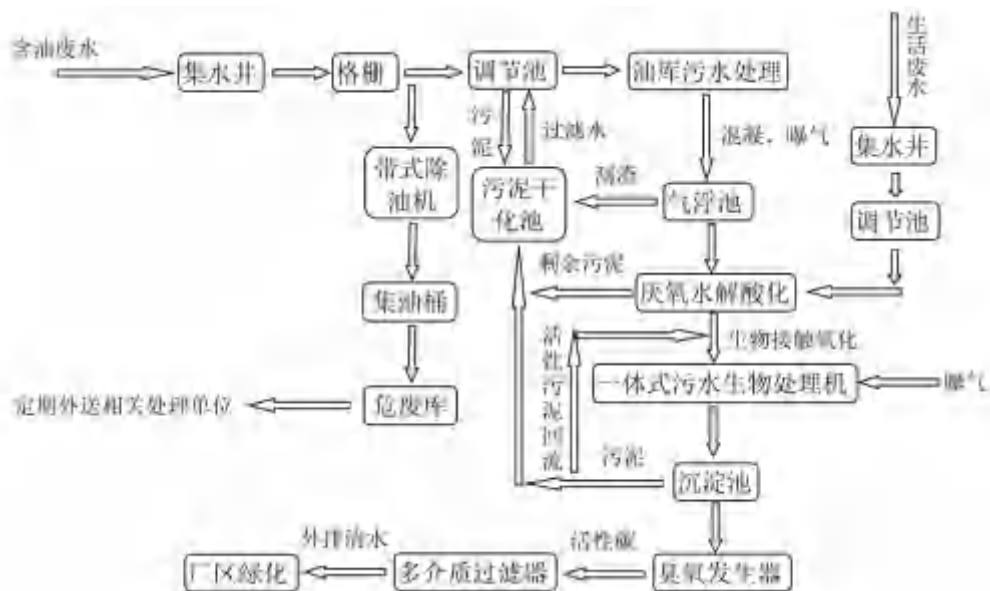 含油废水
集水井
格栅
调节池
油库污水处理
生活废水
污泥
过滤水
混凝、曝气
集水井
带式除
油机
污泥干
化池
刮渣
气浮池
调节池
集油桶
剩余污泥
厌氧水解酸化
活性污泥回流
生物接触氧化
一体式污水生物处理机
曝气
定期外送相关处理单位
危废库
污泥
沉淀池
外排清水
活性碳
厂区绿化
多介质过滤器
臭氧发生器